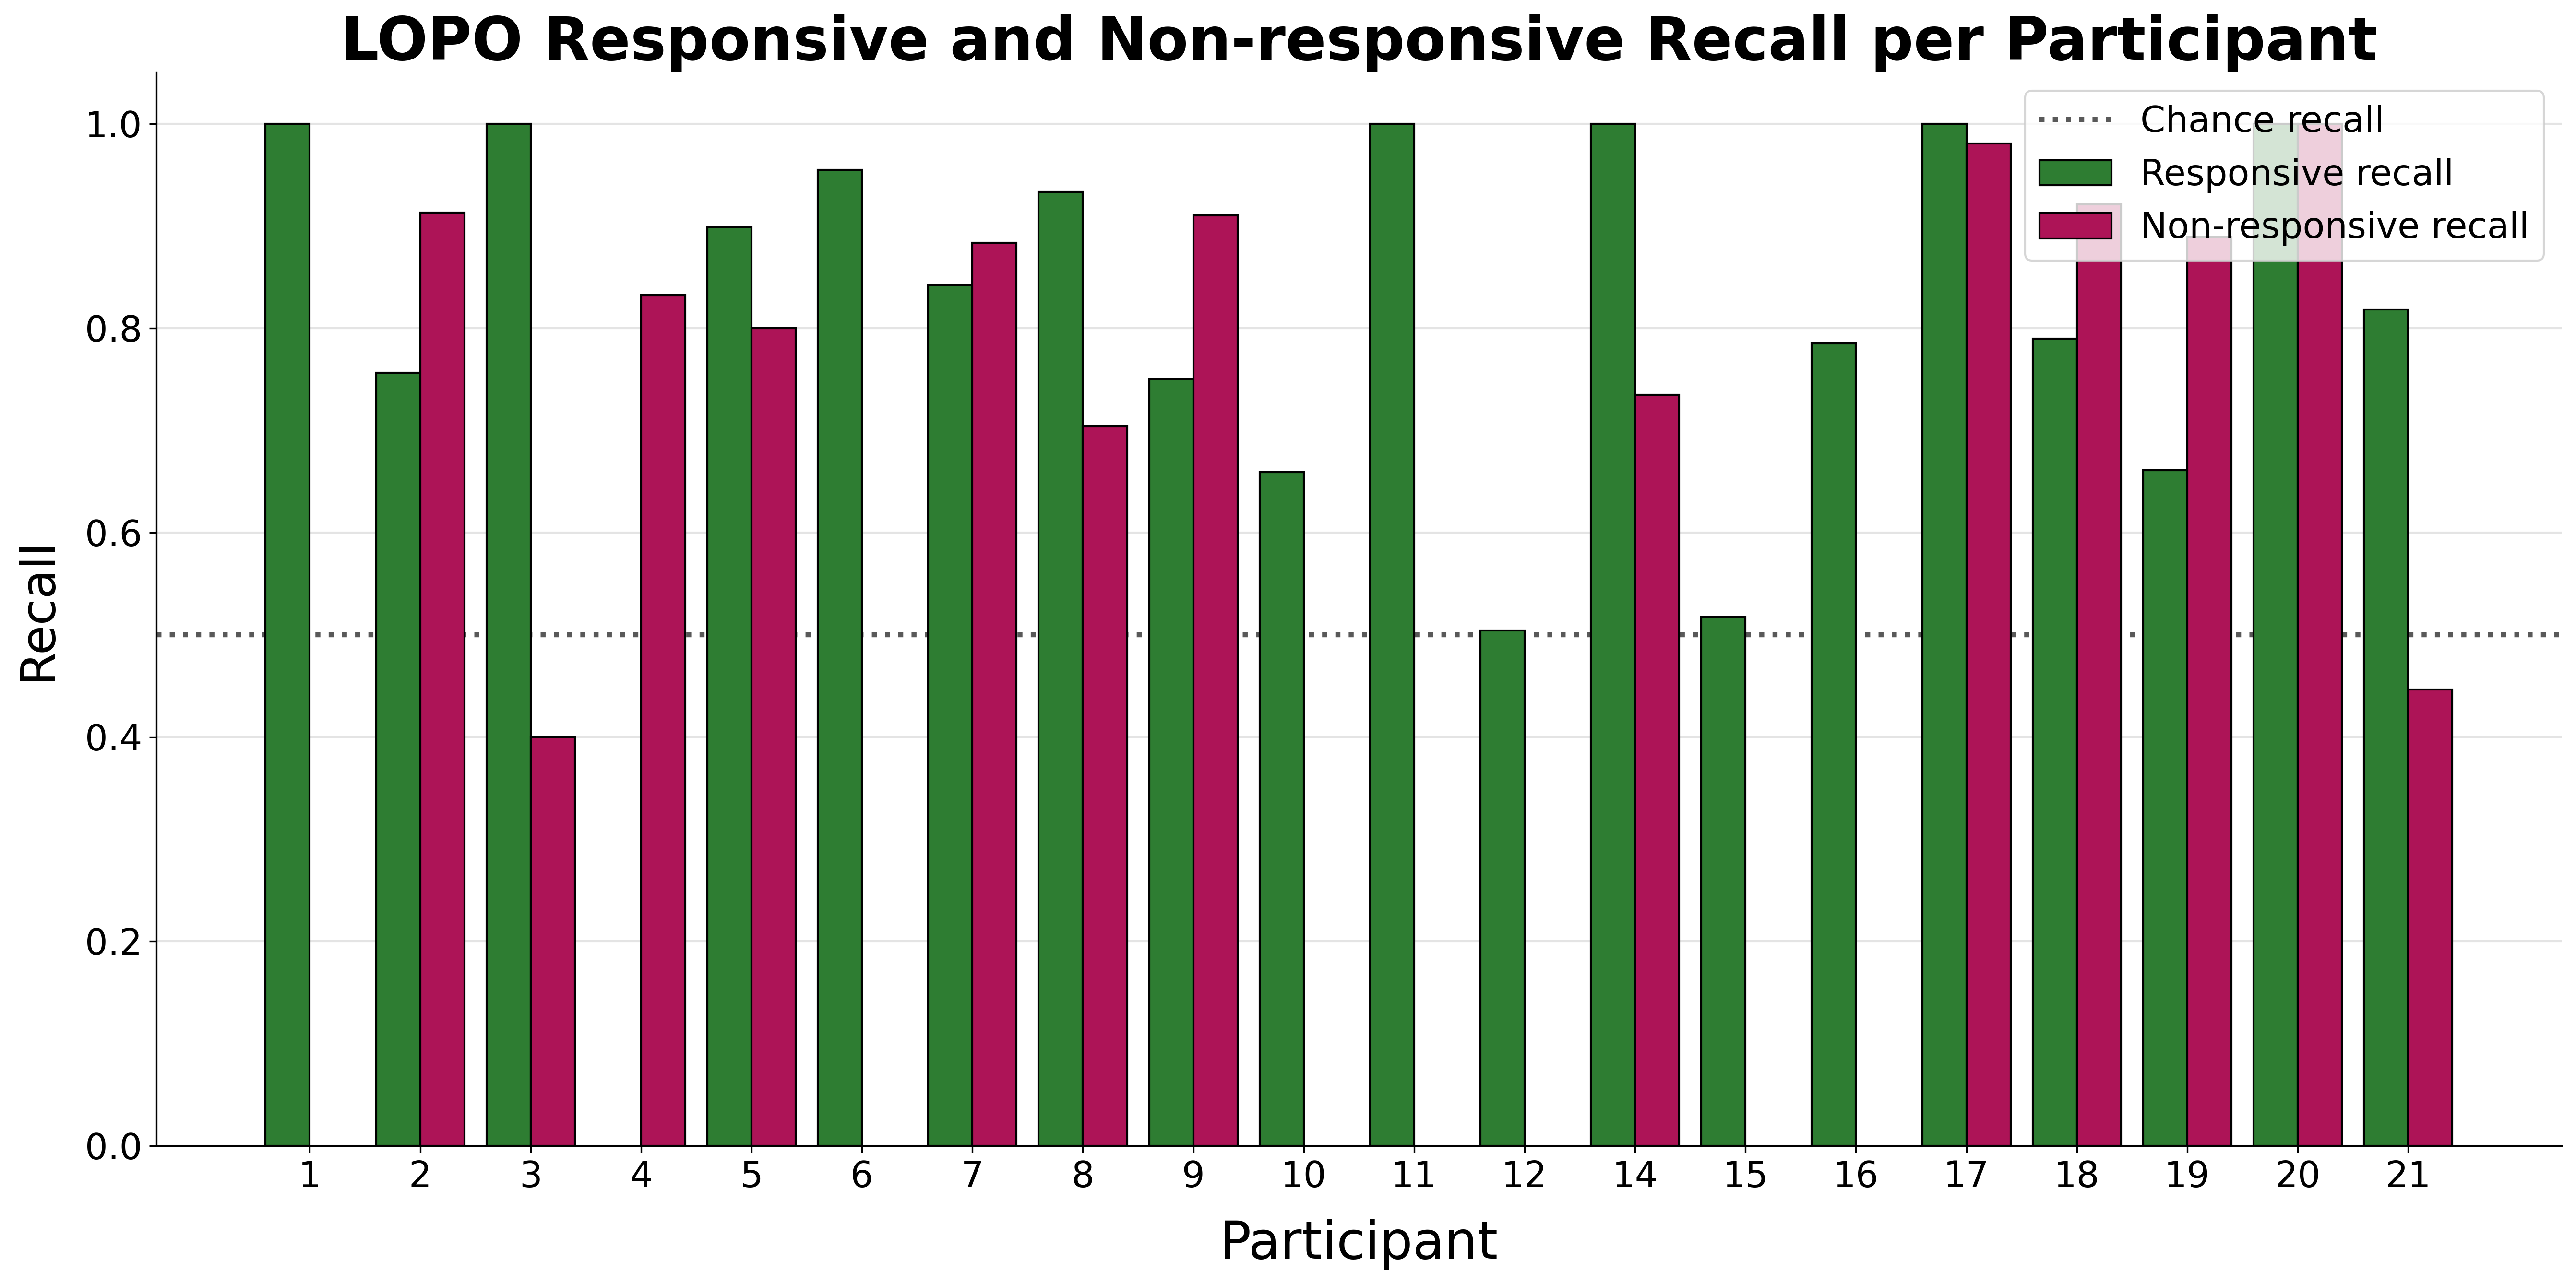 LOPO Responsive and Non-responsive Recall per Participant
Chance recall
Responsive recall
Non-responsive recall
Recall
1.0
0.8
0.6
0.4
0.2
0.0
1 2 3 4 5 6 7 8 9 10 11 12 14 15 16 17 18 19 20 21
Participant